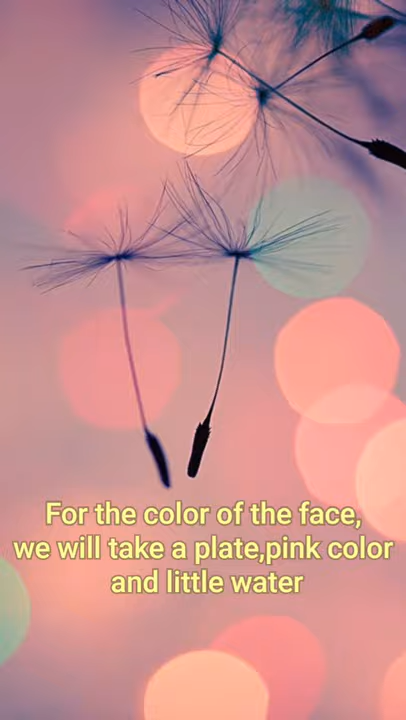 For the color of the face,
we will take a plate,pink color
and little water